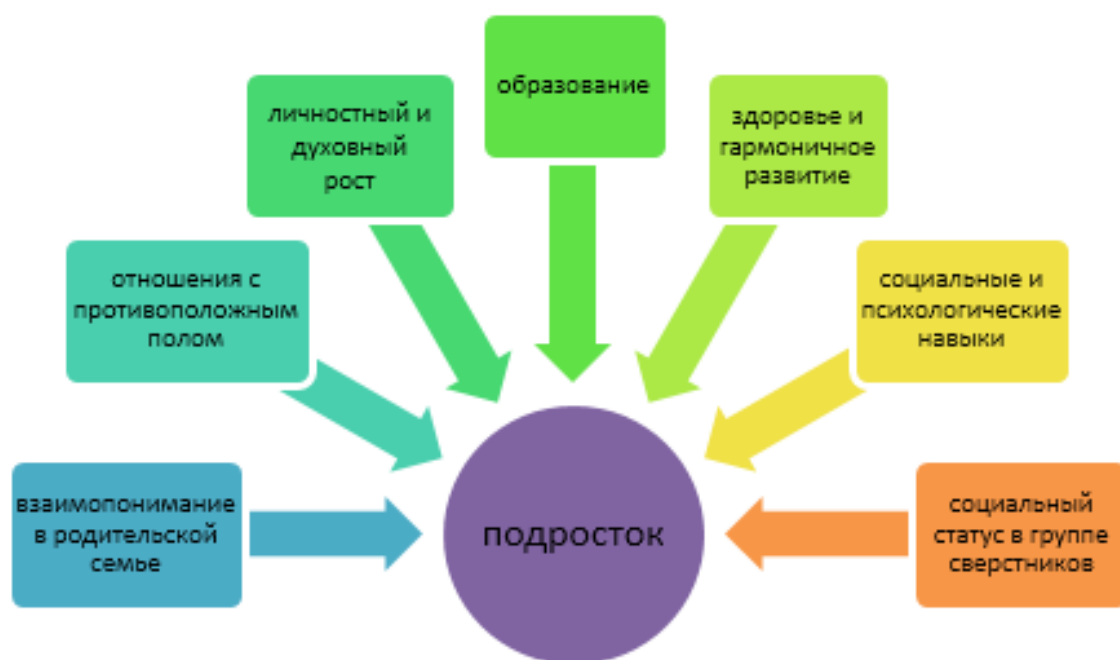 образование
личностный и
духовный
рост
здоровье и
гармоничное
развитие
отношения с
противоположным
полом
социальные и
психологические
навыки
взаимопонимание
в родительской
семье
подросток
социальный
статус в группе
сверстников